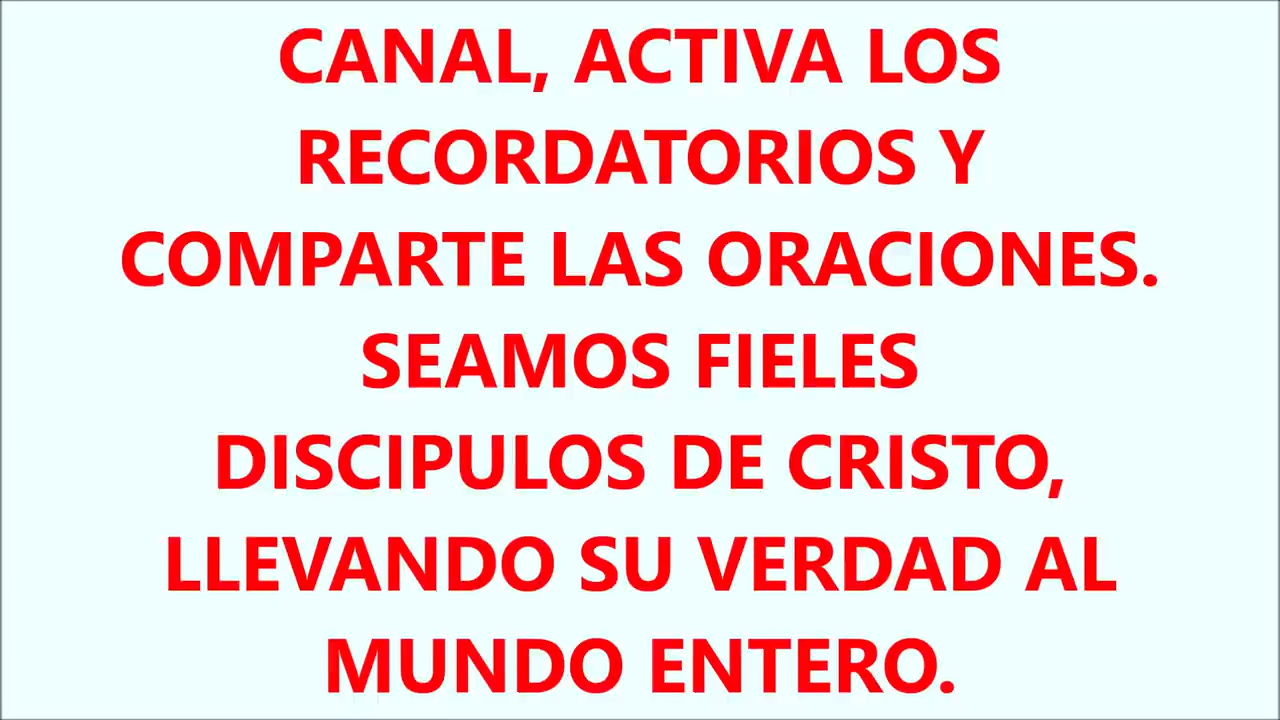 CANAL, ACTIVA LOS
RECORDATORIOS Y
COMPARTE LAS ORACIONES.
SEAMOS FIELES
DISCIPULOS DE CRISTO,
LLEVANDO SU VERDAD AL
MUNDO ENTERO.